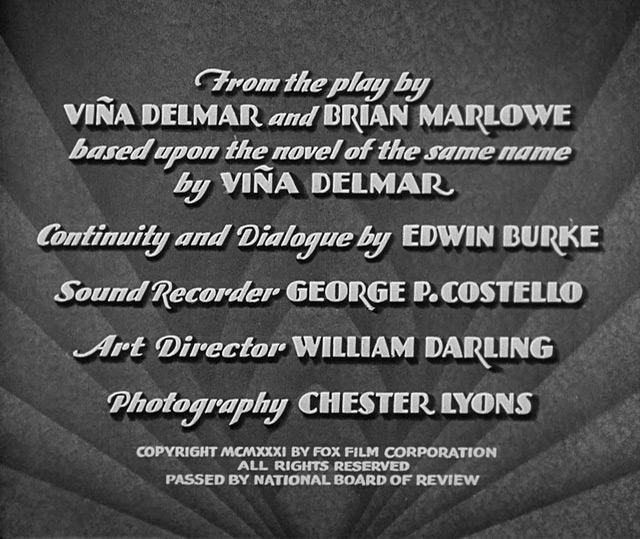 From the play by
VIÑA DELMAR and BRIAN MARLOWE
based upon the novel of the same name
by VIÑA DELMAR
Continuity and Dialogue by EDWIN BURKE
Sound Recorder GEORGE P. COSTELLO
Art Director WILLIAM DARLING
Photography CHESTER LYONS
COPYRIGHT MCMXXXI BY FOX FILM CORPORATION
ALL RIGHTS RESERVED
PASSED BY NATIONAL BOARD OF REVIEW